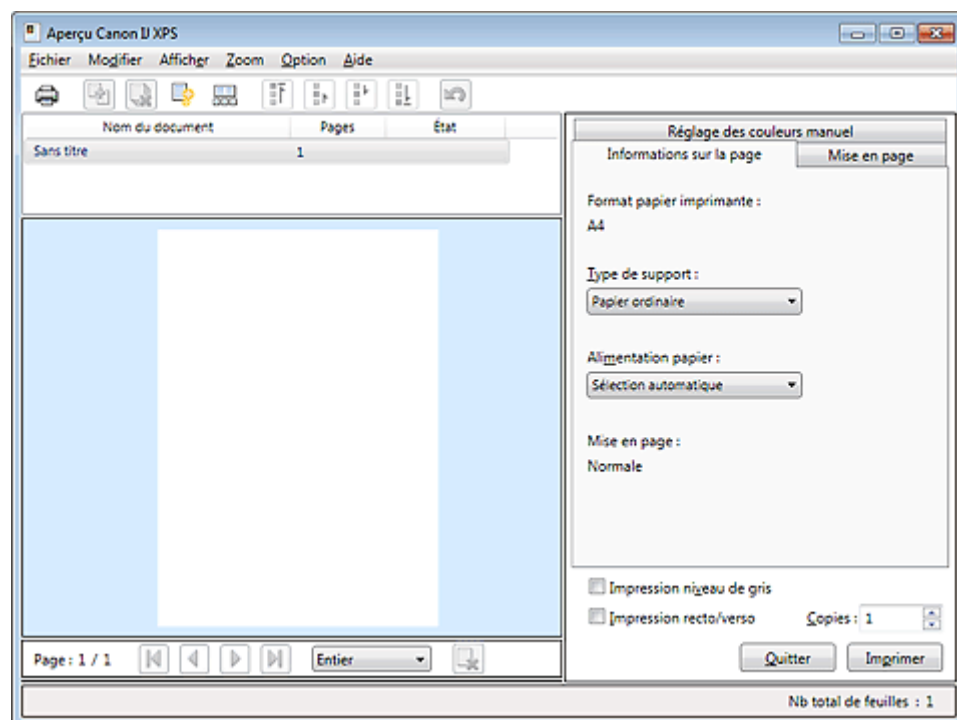 Aperçu Canon IJ XPS
Fichier Modifier Afficher Zoom Option Aide
Nom du document Pages État
Sans titre 1
Réglage des couleurs manuel
Informations sur la page Mise en page
Format papier imprimante :
A4
Type de support :
Papier ordinaire
Alimentation papier :
Sélection automatique
Mise en page :
Normale
Impression niveau de gris
Impression recto/verso Copies : 1
Page : 1 / 1 Entier
Quitter Imprimer
Nb total de feuilles : 1